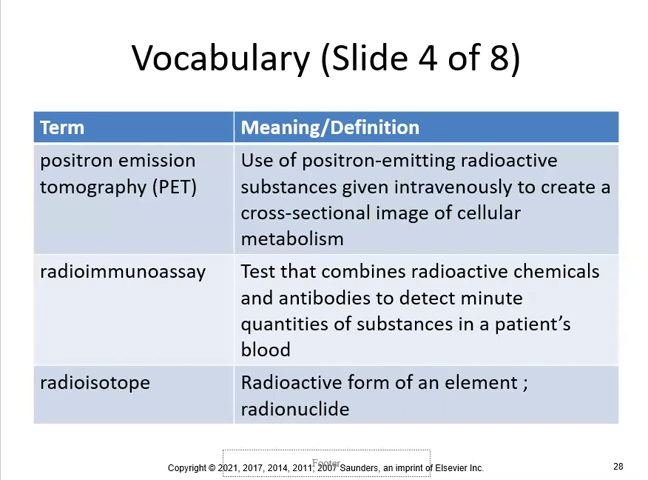 Vocabulary (Slide 4 of 8)
Term
Meaning/Definition
positron emission
tomography (PET)
Use of positron-emitting radioactive
substances given intravenously to create a
cross-sectional image of cellular
metabolism
radioimmunoassay
Test that combines radioactive chemicals
and antibodies to detect minute
quantities of substances in a patient’s
blood
radioisotope
Radioactive form of an element ;
radionuclide
Footer
Copyright © 2021, 2017, 2014, 2011, 2007 Saunders, an imprint of Elsevier Inc.
28